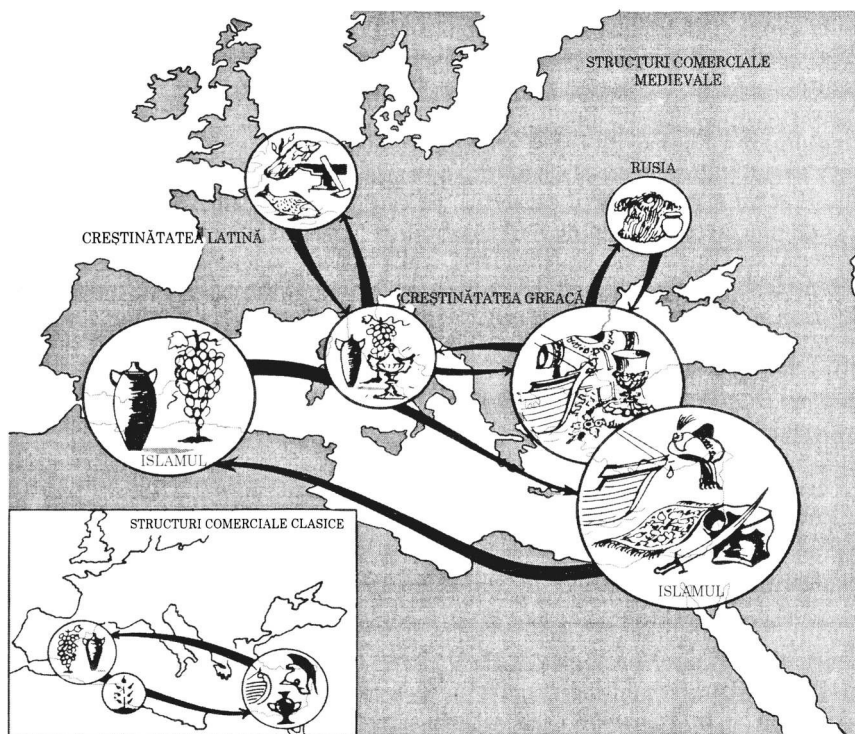 STRUCTURI COMERCIALE
MEDIEVALE
RUSIA
CREȘTINĂTATEA LATINĂ
CREȘTINĂTATEA GREACĂ
ISLAMUL
ISLAMUL
STRUCTURI COMERCIALE CLASICE